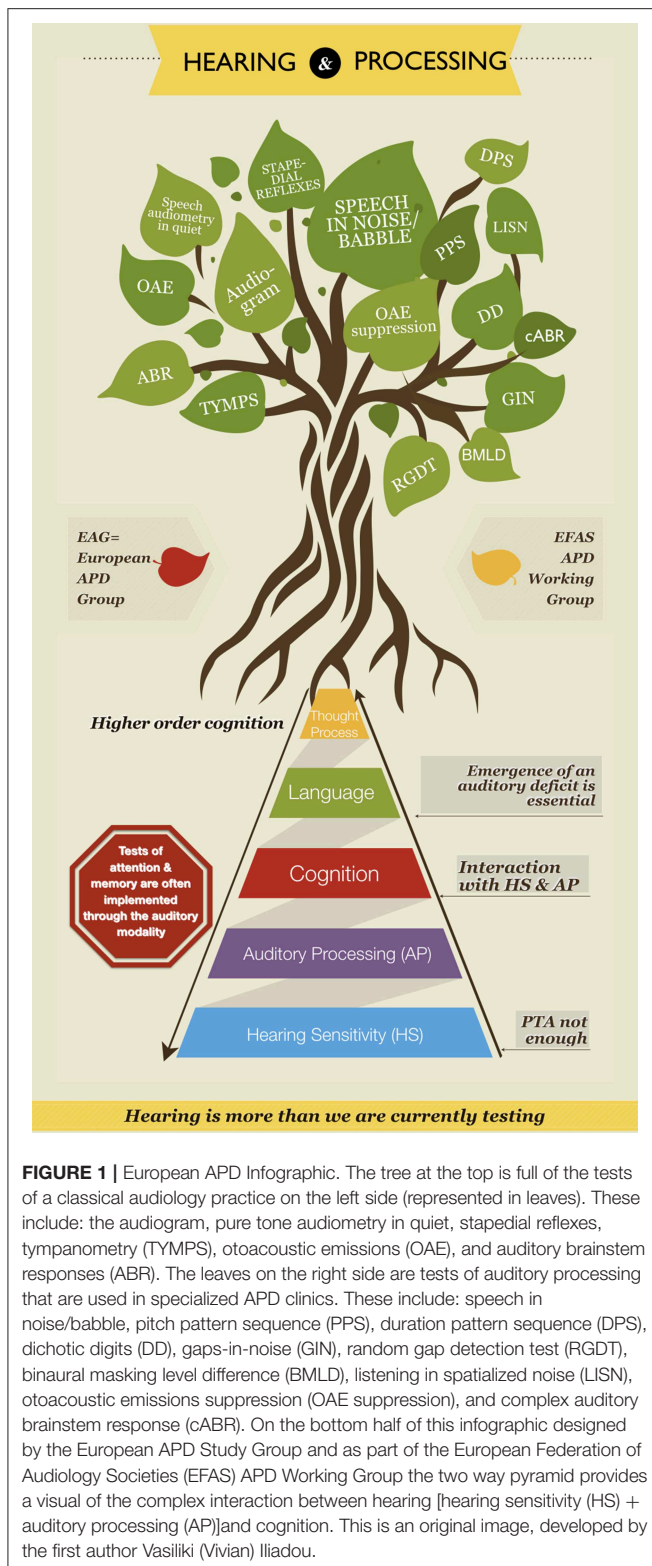 HEARING & PROCESSING
STAPE-
DIAL
REFLEXES
Speech
audiometry
in quiet
SPEECH
IN NOISE/
BABBLE
DPS
LISN
PPS
OAE
Audio-
gram
OAE
suppression
DD
cABR
ABR
TYMPS
GIN
RGDT
BMLD
EAG=
European
APD
Group
EFAS
APD
Working
Group
Higher order cognition
Thought
Process
Language
Emergence of an
auditory deficit is
essential
Tests of
attention &
memory are often
implemented
through the auditory
modality
Cognition
Interaction
with HS & AP
Auditory Processing (AP)
Hearing Sensitivity (HS)
PTA not
enough
Hearing is more than we are currently testing
FIGURE 1 | European APD Infographic. The tree at the top is full of the tests
of a classical audiology practice on the left side (represented in leaves). These
include: the audiogram, pure tone audiometry in quiet, stapedial reflexes,
tympanometry (TYMPS), otoacoustic emissions (OAE), and auditory brainstem
responses (ABR). The leaves on the right side are tests of auditory processing
that are used in specialized APD clinics. These include: speech in
noise/babble, pitch pattern sequence (PPS), duration pattern sequence (DPS),
dichotic digits (DD), gaps-in-noise (GIN), random gap detection test (RGDT),
binaural masking level difference (BMLD), listening in spatialized noise (LISN),
otoacoustic emissions suppression (OAE suppression), and complex auditory
brainstem response (cABR). On the bottom half of this infographic designed
by the European APD Study Group and as part of the European Federation of
Audiology Societies (EFAS) APD Working Group the two way pyramid provides
a visual of the complex interaction between hearing [hearing sensitivity (HS) +
auditory processing (AP)]and cognition. This is an original image, developed by
the first author Vasiliki (Vivian) Iliadou.